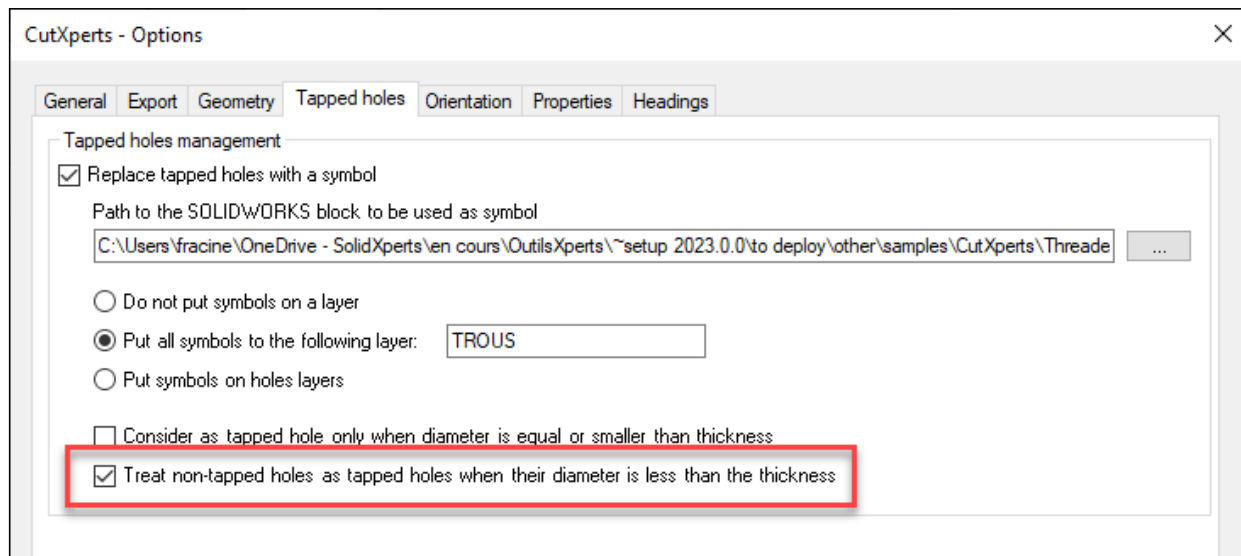 CutXperts - Options
General Export Geometry Tapped holes Orientation Properties Headings
Tapped holes management
Replace tapped holes with a symbol
Path to the SOLIDWORKS block to be used as symbol
C:\Users\fracine\OneDrive - SolidXperts\en cours\OutilsXperts\~setup 2023.0.0\to deploy\other\samples\CutXperts\Threade ...
Do not put symbols on a layer
Put all symbols to the following layer: TROUS
Put symbols on holes layers
Consider as tapped hole only when diameter is equal or smaller than thickness
Treat non-tapped holes as tapped holes when their diameter is less than the thickness